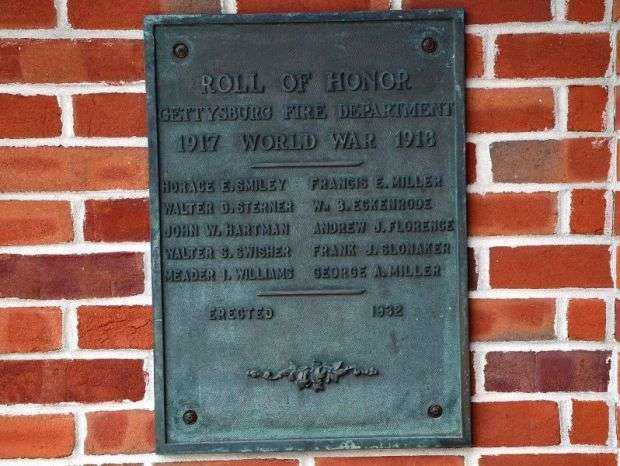 ROLL OF HONOR
GETTYSBURG FIRE DEPARTMENT
1917 WORLD WAR 1918
HORACE E. SMILEY FRANCIS E. MILLER
WALTER D. STERNER Wm B. ECKENRODE
JOHN W. HARTMAN ANDREW J. FLORENCE
WALTER S. SWISHER FRANK J. SLONAKER
MEADER I. WILLIAMS GEORGE A. MILLER
ERECTED 1932